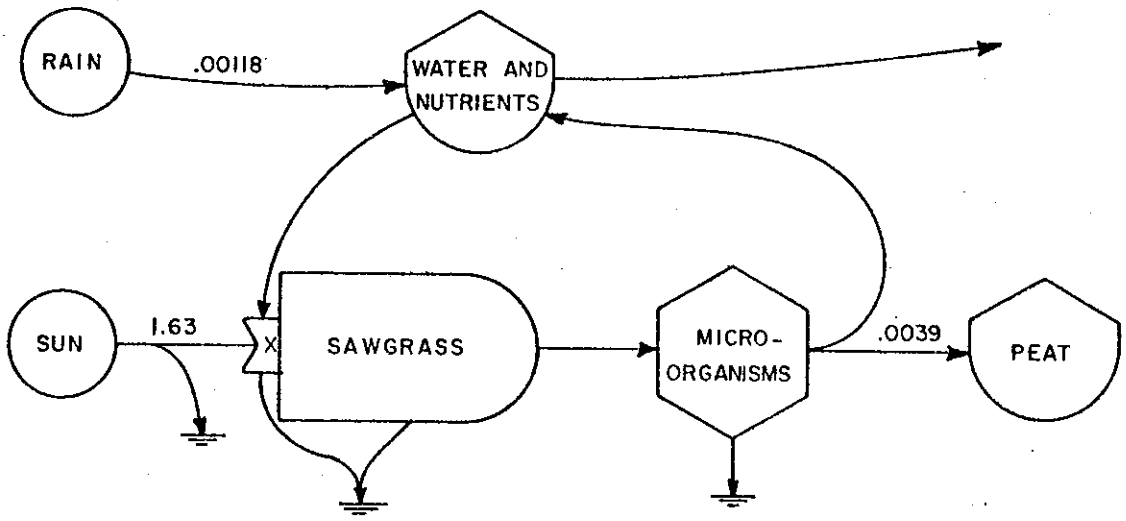 RAIN
.00118
WATER AND
NUTRIENTS
SUN
1.63
X
SAWGRASS
MICRO-
ORGANISMS
.0039
PEAT